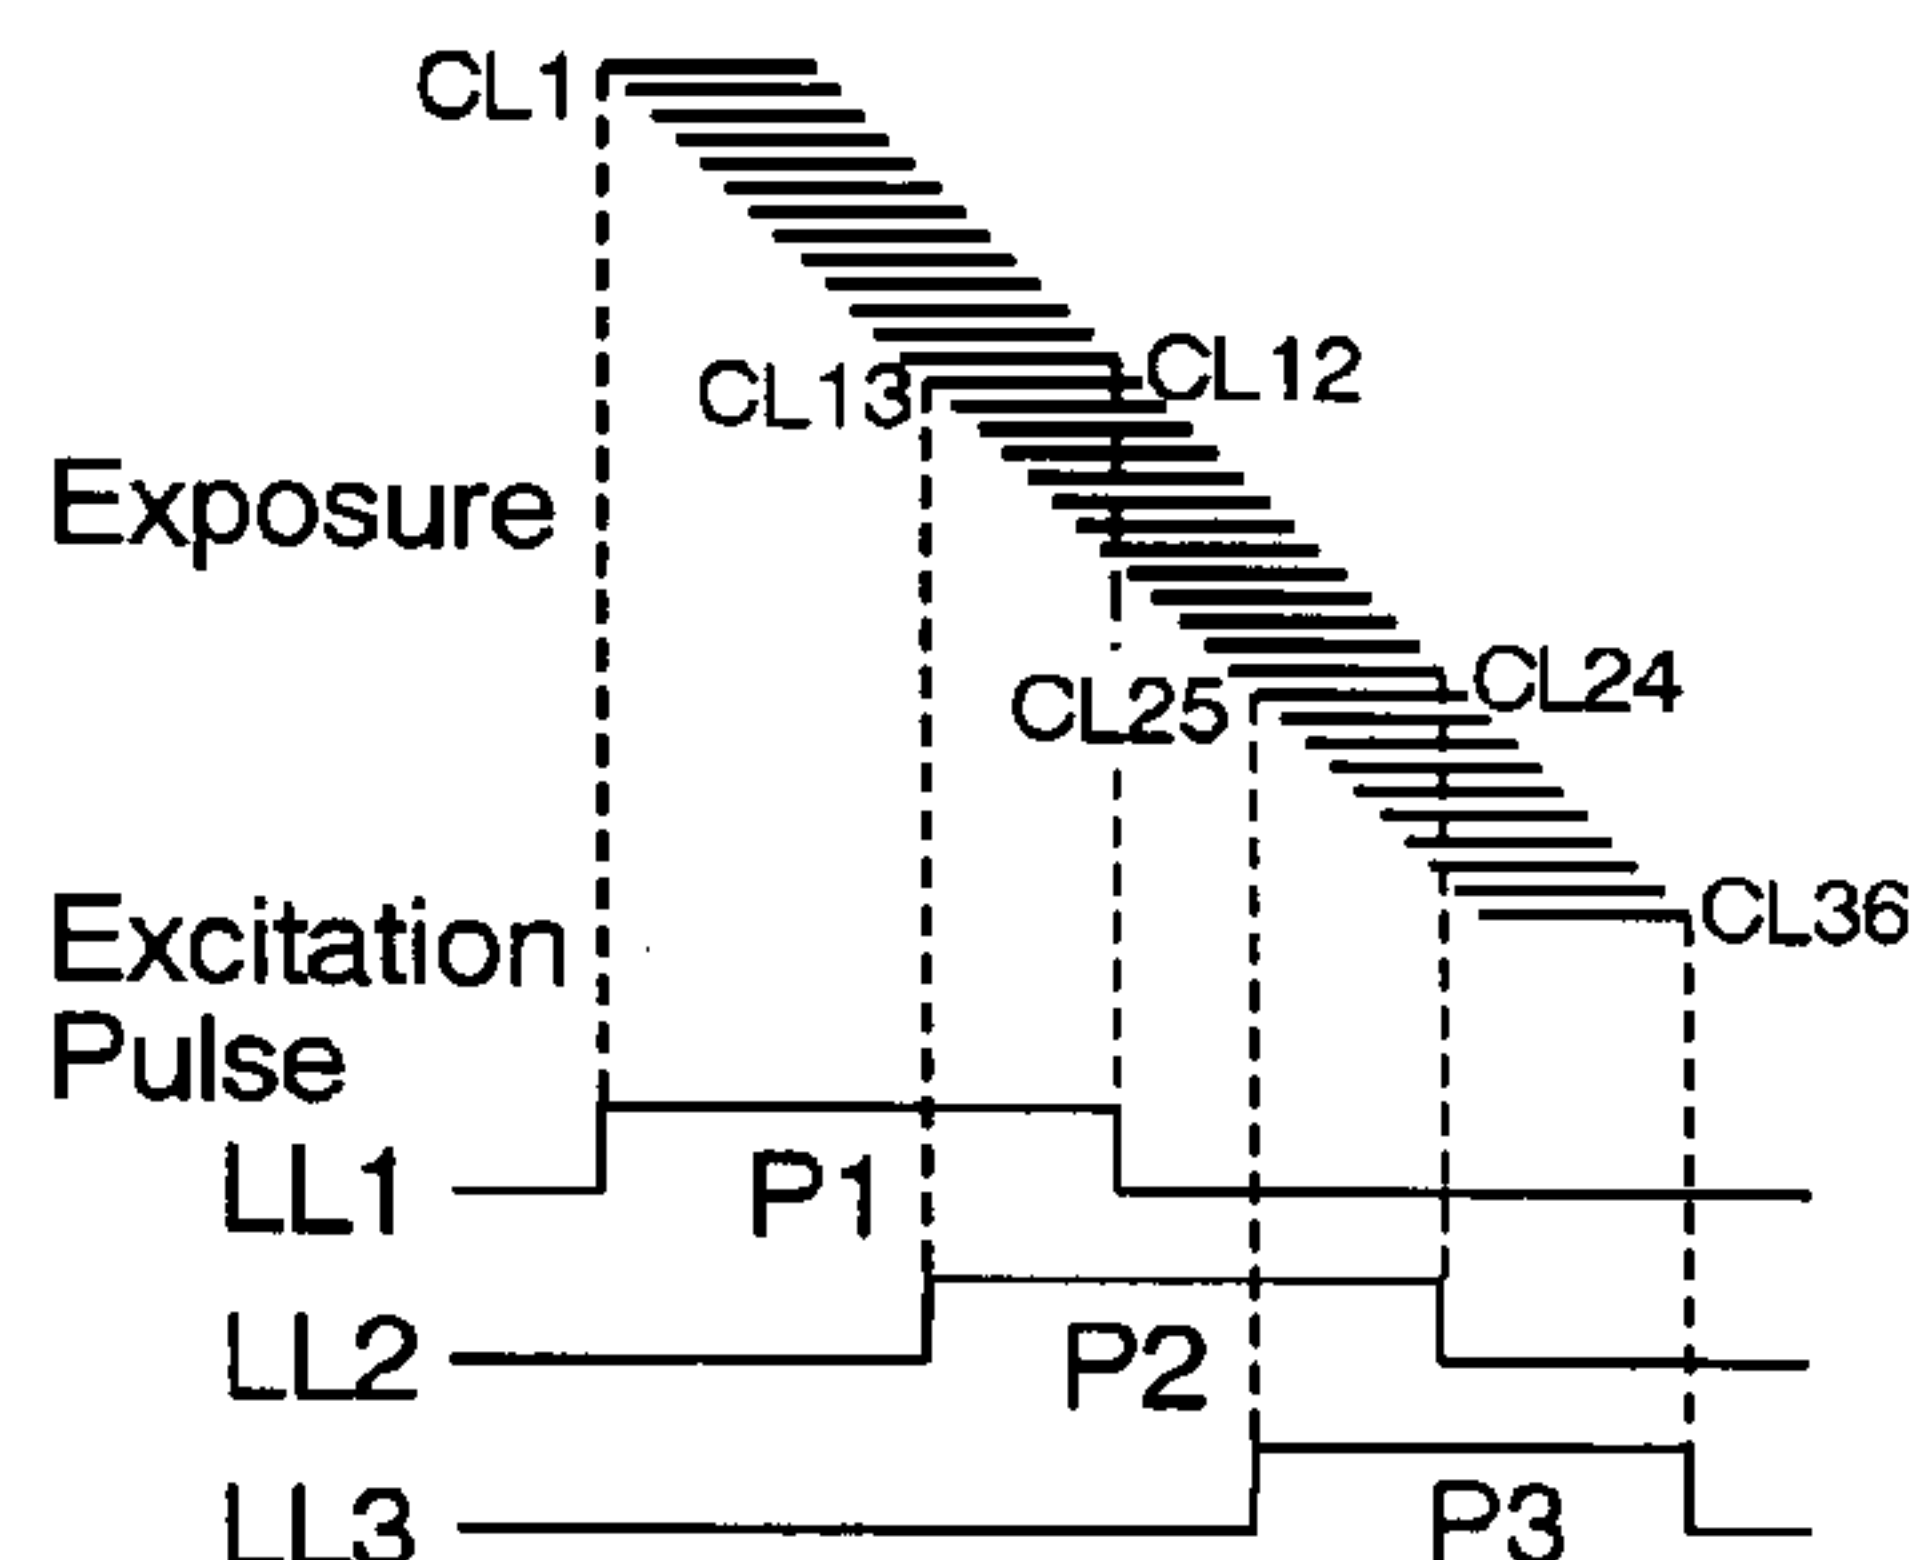 CL1
CL12
CL13
Exposure
CL25
CL24
CL36
Excitation
Pulse
LL1
P1
LL2
P2
LL3
P3